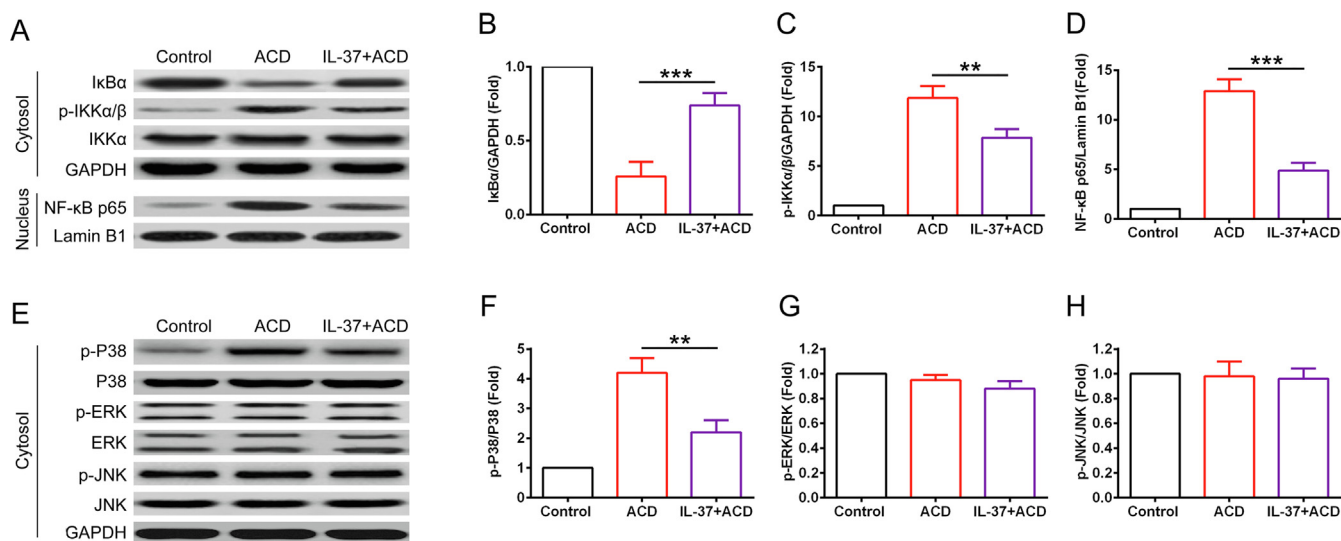 A
Control ACD IL-37+ACD
Cytosol
IκBα
p-IKKα/β
IKKα
GAPDH
Nucleus
NF-κB p65
Lamin B1
B
IκBα/GAPDH (Fold)
1.0
0.5
0.0
***
Control ACD IL-37+ACD
C
p-IKKα/β/GAPDH (Fold)
15
10
5
0
**
Control ACD IL-37+ACD
D
NF-κB p65/Lamin B1(Fold)
15
10
5
0
***
Control ACD IL-37+ACD
E
Control ACD IL-37+ACD
Cytosol
p-P38
P38
p-ERK
ERK
p-JNK
JNK
GAPDH
F
p-P38/P38 (Fold)
5
4
3
2
1
0
**
Control ACD IL-37+ACD
G
p-ERK/ERK (Fold)
1.2
1.0
0.8
0.6
0.4
0.2
0.0
Control ACD IL-37+ACD
H
p-JNK/JNK (Fold)
1.2
1.0
0.8
0.6
0.4
0.2
0.0
Control ACD IL-37+ACD